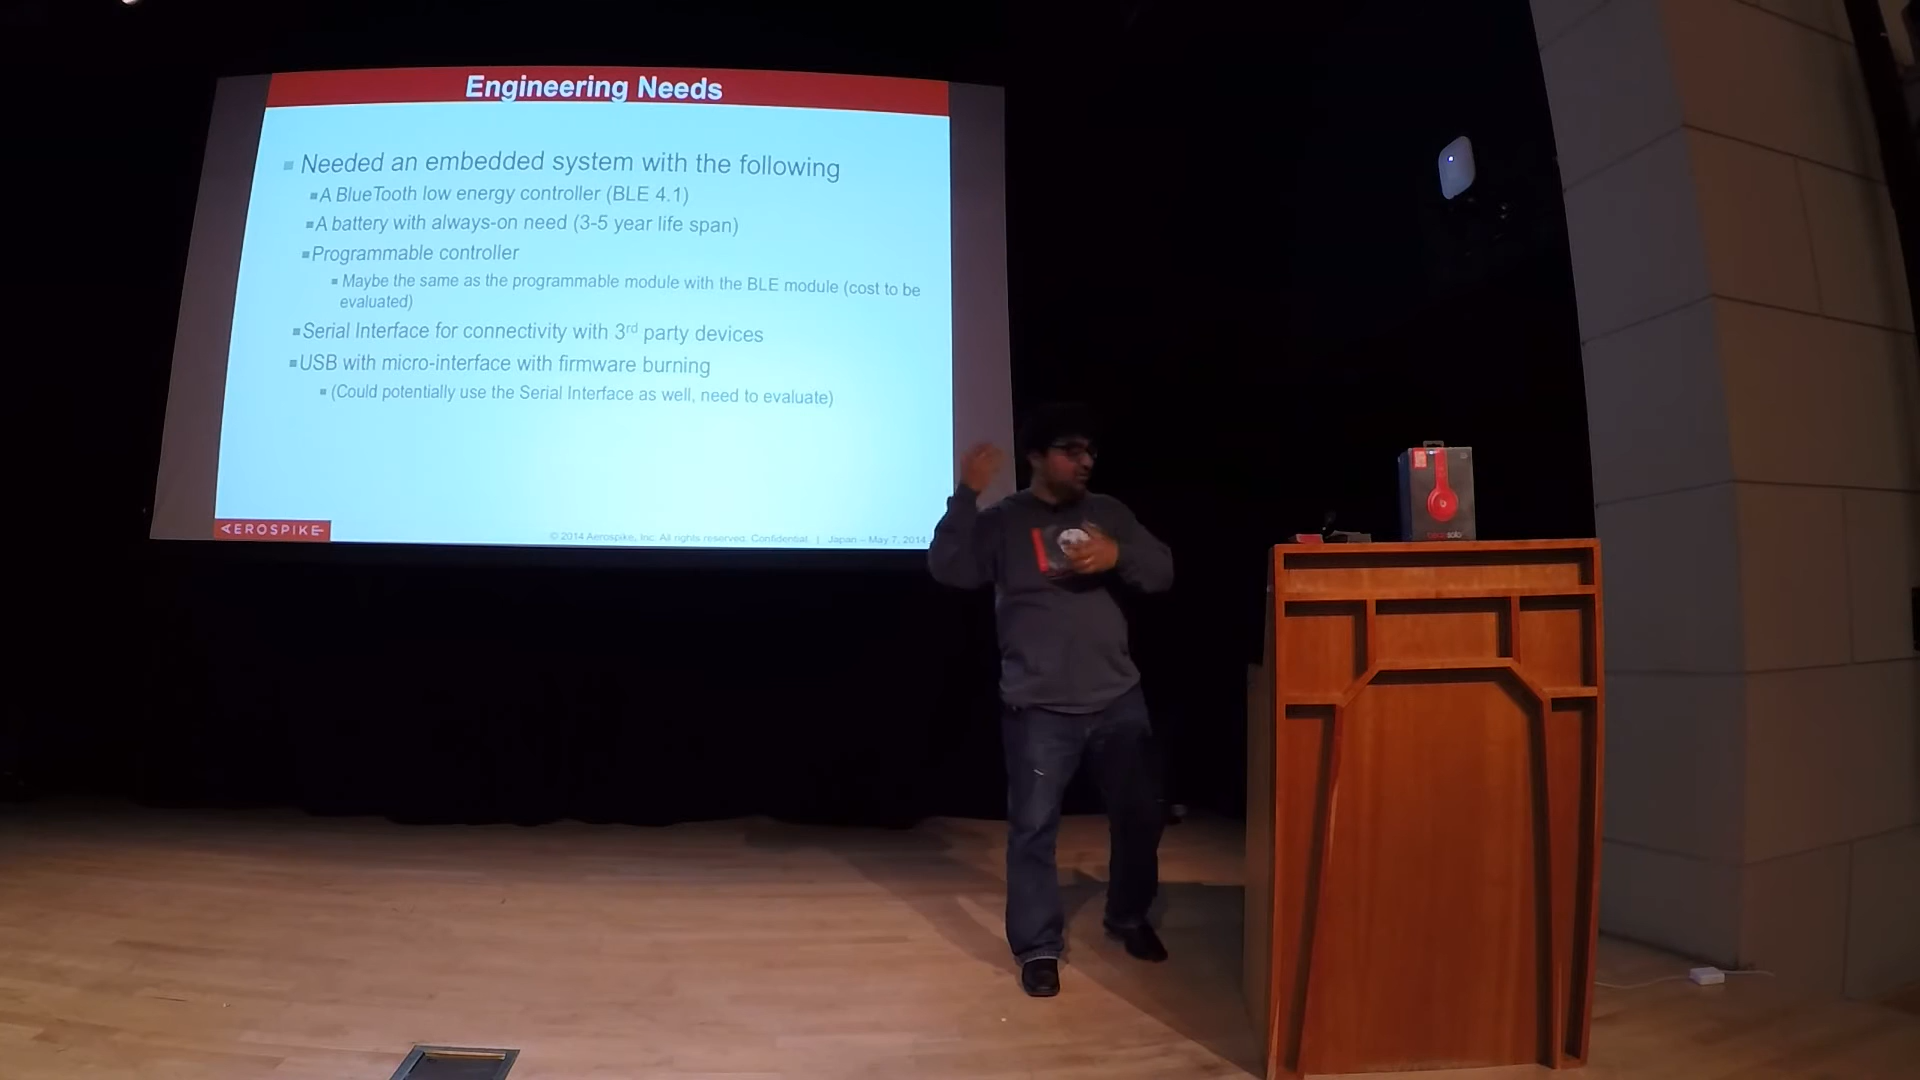 Engineering Needs
Needed an embedded system with the following
A BlueTooth low energy controller (BLE 4.1)
A battery with always-on need (3-5 year life span)
Programmable controller
Maybe the same as the programmable module with the BLE module (cost to be
evaluated)
Serial Interface for connectivity with 3rd party devices
USB with micro-interface with firmware burning
(Could potentially use the Serial Interface as well, need to evaluate)
AEROSPIKE
© 2014 Aerospike, Inc. All rights reserved. Confidential. | Japan – May 7, 2014
solo